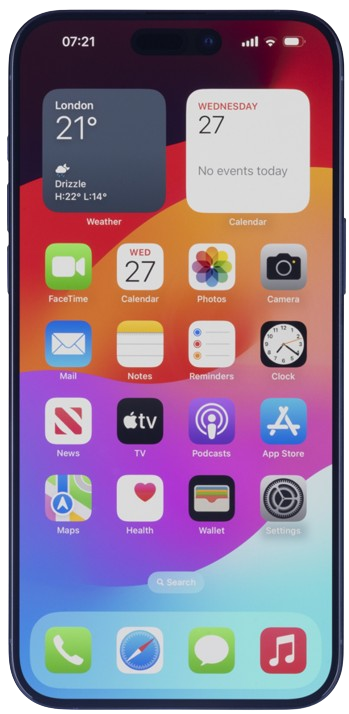 07:21
London
21°
Drizzle
H:22° L:14°
Weather
WEDNESDAY
27
No events today
Calendar
FaceTime
WED
27
Calendar
Photos
Camera
Mail
Notes
Reminders
Clock
News
tv
TV
Podcasts
App Store
Maps
Health
Wallet
Settings
Search